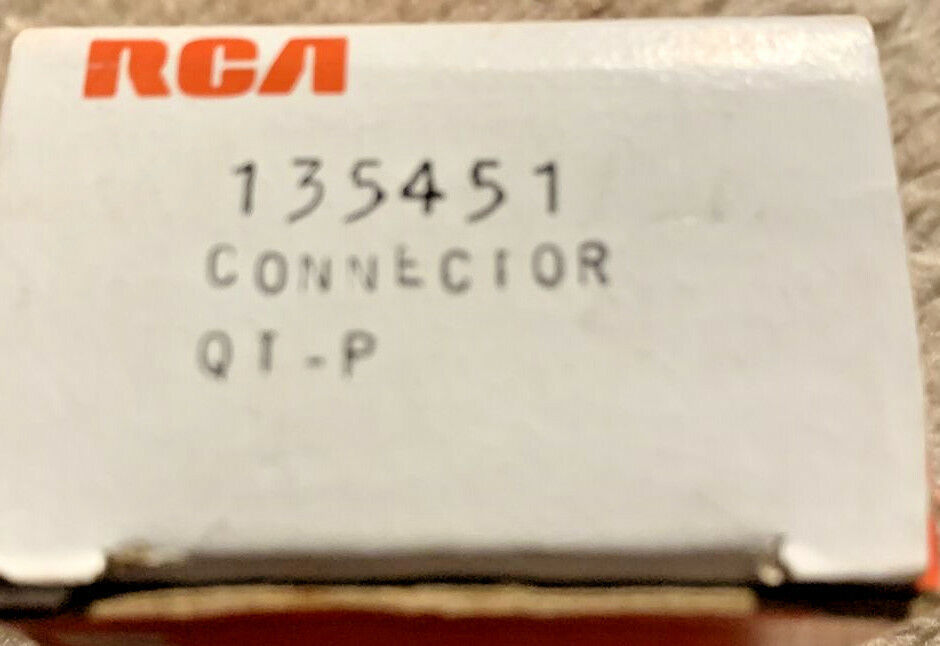 RCA
135451
CONNECTOR
QT-P